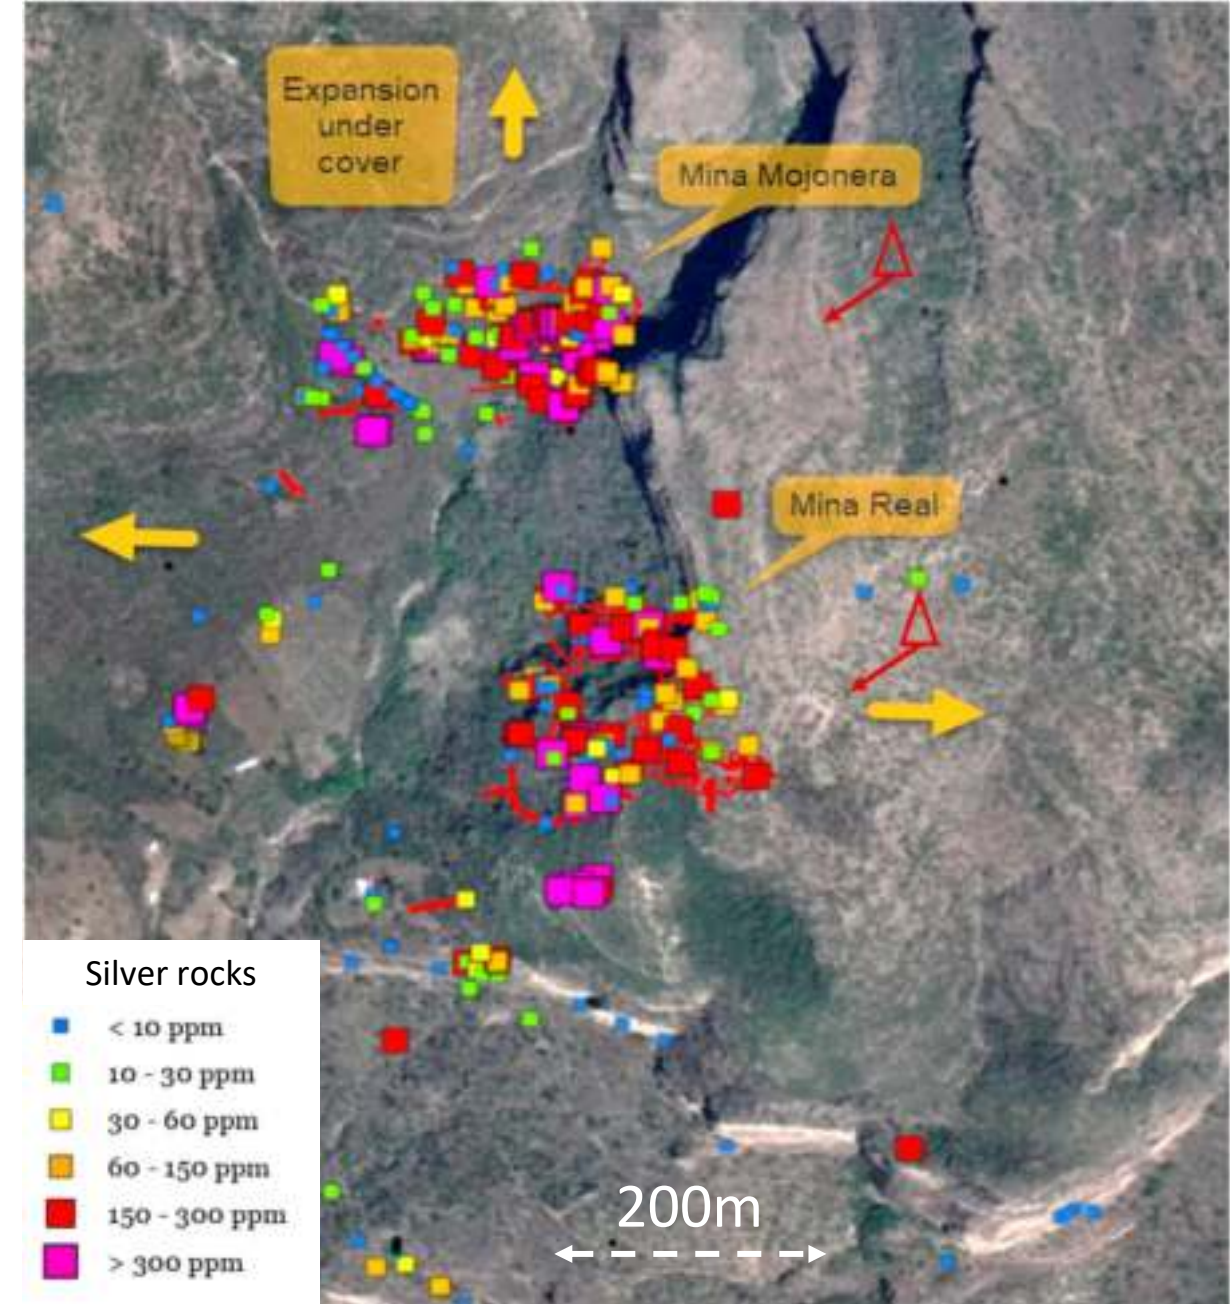 Expansion
under
cover
Mina Mojonera
Mina Real
Silver rocks
< 10 ppm
10 - 30 ppm
30 - 60 ppm
60 - 150 ppm
150 - 300 ppm
> 300 ppm
200m